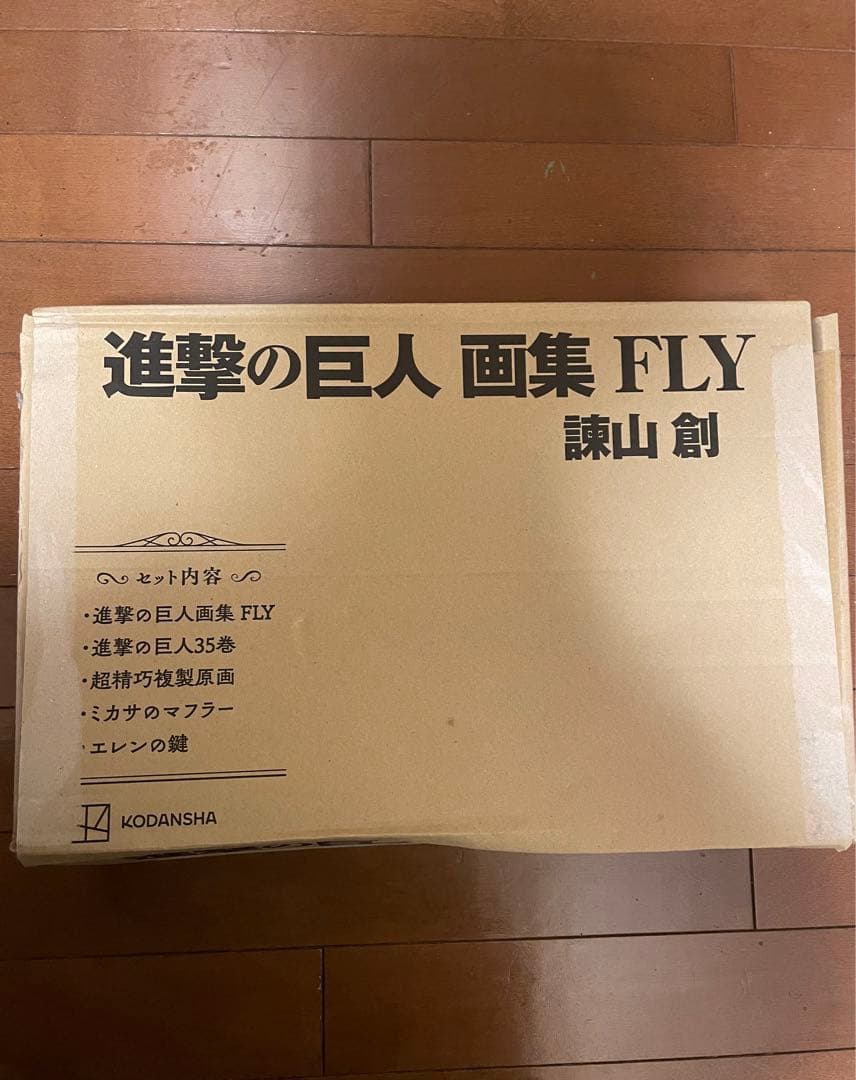 進撃の巨人 画集 FLY
諫山 創
セット内容
・進撃の巨人画集 FLY
・進撃の巨人35巻
・超精巧複製原画
・ミカサのマフラー
・エレンの鍵
KODANSHA